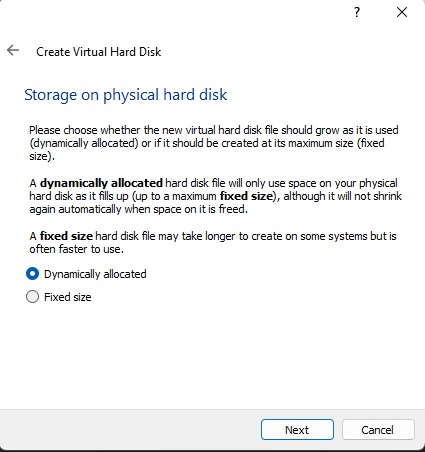 ?
Create Virtual Hard Disk
Storage on physical hard disk
Please choose whether the new virtual hard disk file should grow as it is used
(dynamically allocated) or if it should be created at its maximum size (fixed
size).
A dynamically allocated hard disk file will only use space on your physical
hard disk as it fills up (up to a maximum fixed size), although it will not shrink
again automatically when space on it is freed.
A fixed size hard disk file may take longer to create on some systems but is
often faster to use.
Dynamically allocated
Fixed size
Next Cancel